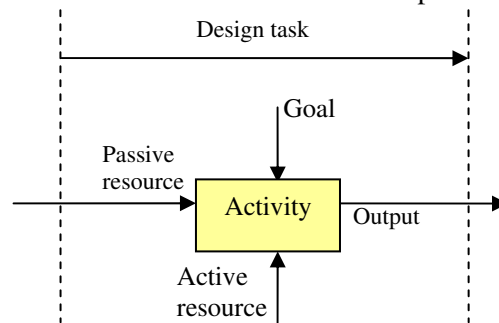 Design task
Goal
Passive
resource
Activity
Output
Active
resource